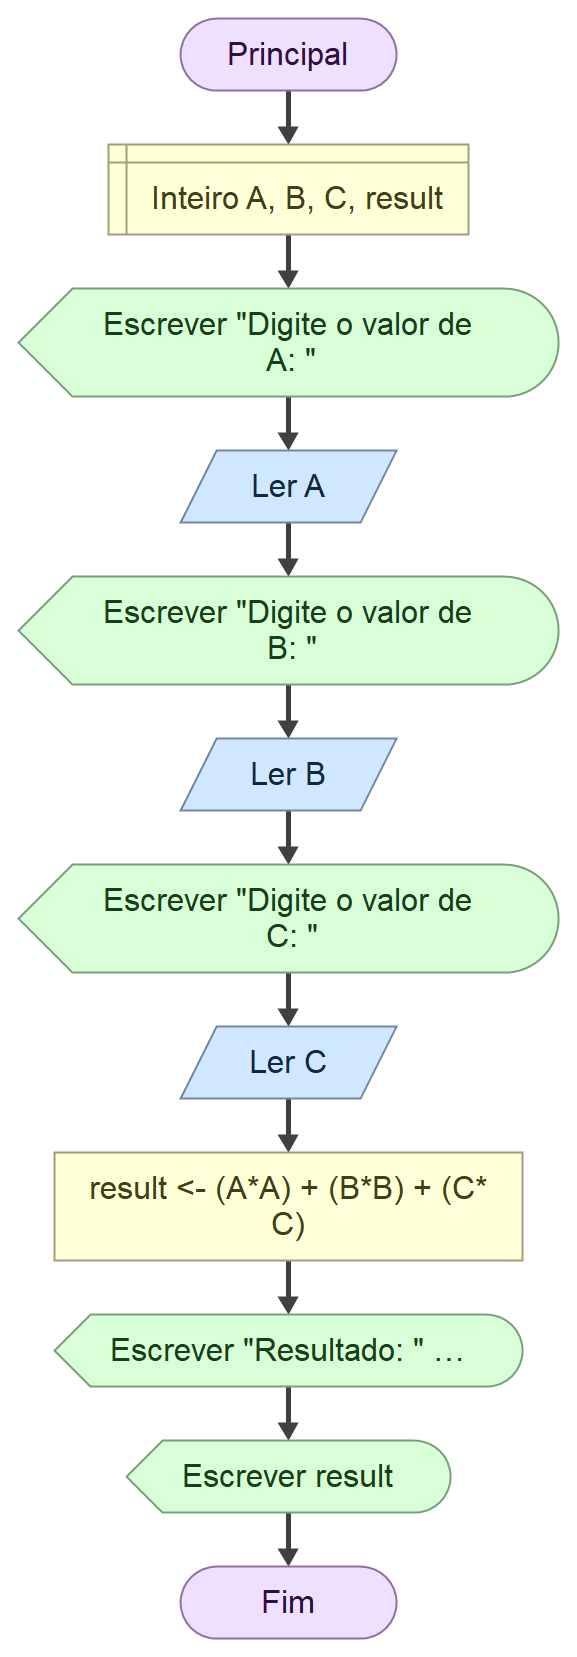 Principal
Inteiro A, B, C, result
Escrever "Digite o valor de
A: "
Ler A
Escrever "Digite o valor de
B: "
Ler B
Escrever "Digite o valor de
C: "
Ler C
result <- (A*A) + (B*B) + (C*
C)
Escrever "Resultado: " …
Escrever result
Fim